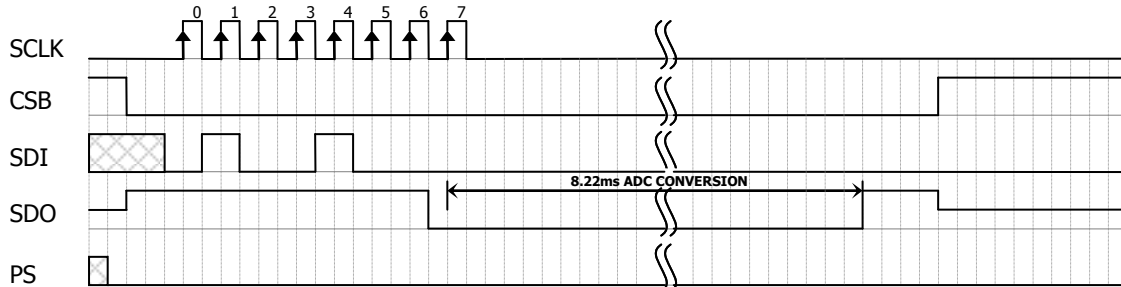 0 1 2 3 4 5 6 7
SCLK
CSB
SDI
8.22ms ADC CONVERSION
SDO
PS